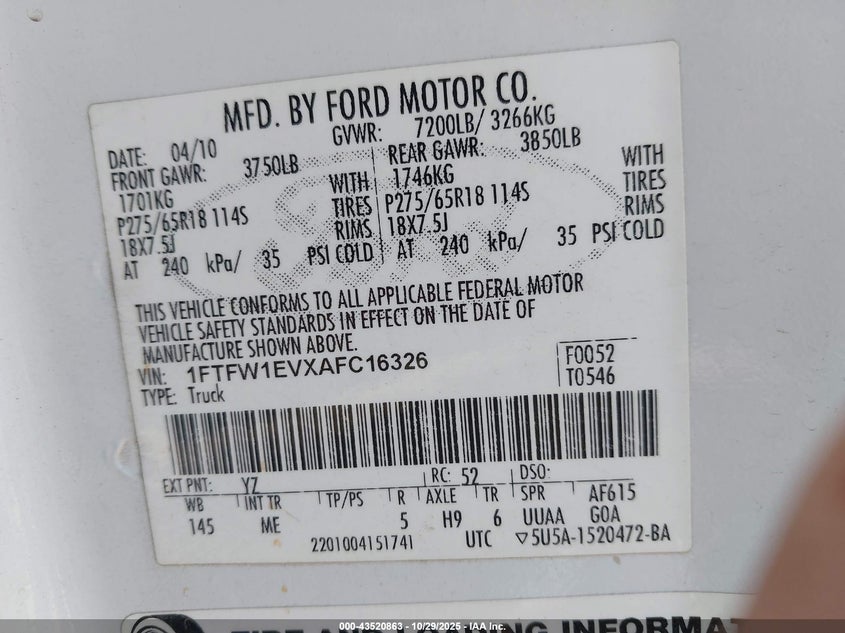 MFD. BY FORD MOTOR CO.
DATE: 04/10 GVWR: 7200LB/ 3266KG
FRONT GAWR: 3750LB REAR GAWR: 3850LB
1701KG WITH 1746KG WITH
P275/65R18 114S TIRES P275/65R18 114S TIRES
18X7.5J RIMS 18X7.5J RIMS
AT 240 kPa/ 35 PSI COLD AT 240 kPa/ 35 PSI COLD
THIS VEHICLE CONFORMS TO ALL APPLICABLE FEDERAL MOTOR
VEHICLE SAFETY STANDARDS IN EFFECT ON THE DATE OF
MANUFACTURE SHOWN ABOVE.
VIN: 1FTFW1EVXAFC16326 F0052
TYPE: Truck T0546
EXT PNT: YZ RC: 52 DSO:
WB INT TR TP/PS R AXLE TR SPR AF615
145 ME 5 H9 6 UUAA GOA
2201004151741 UTC ▽5U5A-1520472-BA
TIRE AND LOADING INFORMAT
000-43520863 - 10/29/2025 - IAA Inc.